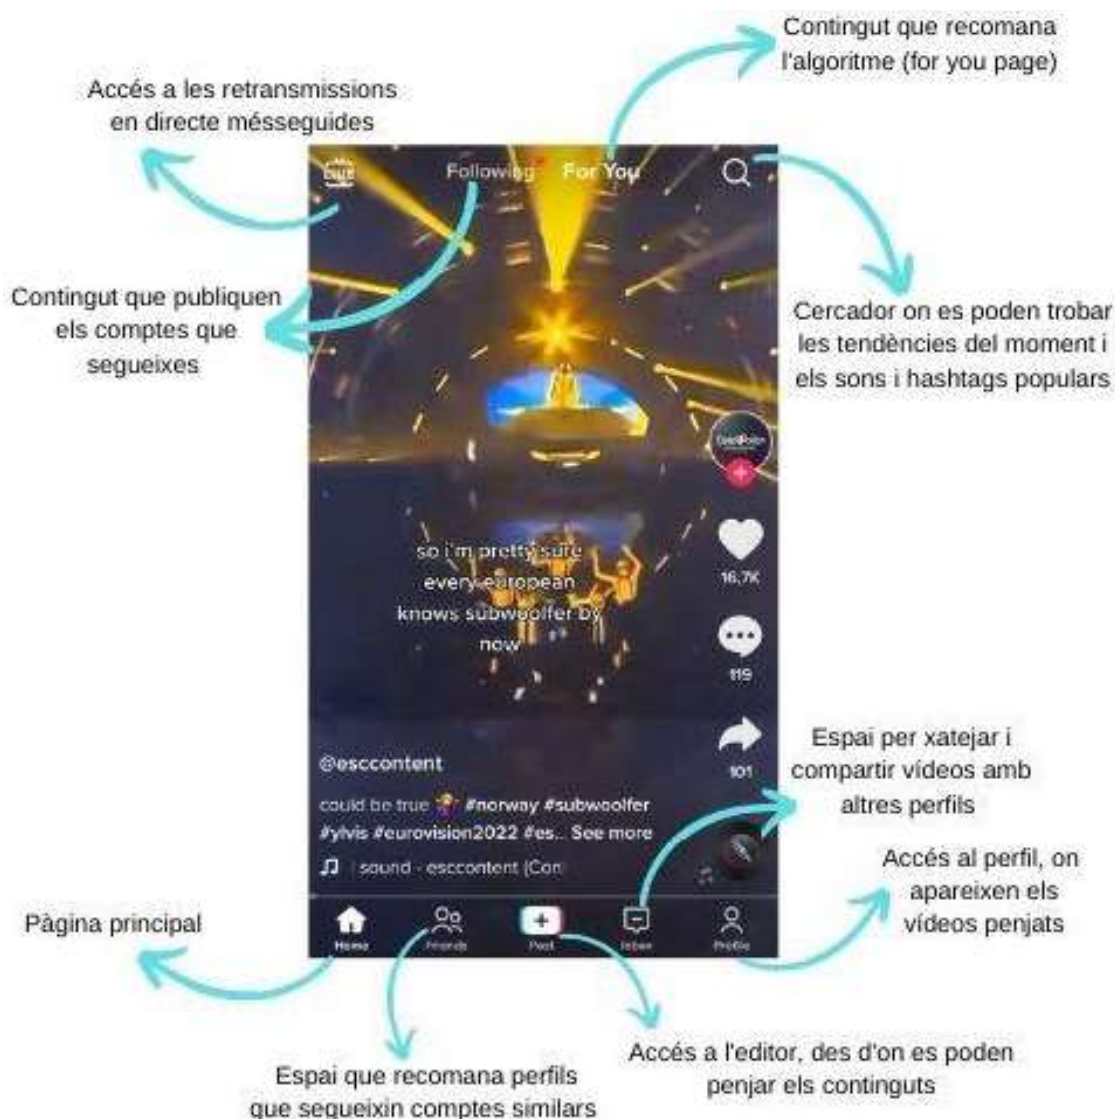 Contingut que recomana
l'algoritme (for you page)
Accés a les retransmissions
en directe mésseguides
LIVE
Following
For You
Contingut que publiquen
els comptes que
segueixes
Cercador on es poden trobar
les tendències del moment i
els sons i hashtags populars
so i'm pretty sure
every european
knows subwoolfer by
now
16.7K
119
101
@esccontent
could be true 🤷‍♀️ #norway #subwoolfer
#ylvis #eurovision2022 #es... See more
sound - esccontent (Con
Espai per xatejar i
compartir vídeos amb
altres perfils
Accés al perfil, on
apareixen els
vídeos penjats
Pàgina principal
Home
Friends
Post
Inbox
Profile
Accés a l'editor, des d'on es poden
penjar els continguts
Espai que recomana perfils
que segueixin comptes similars